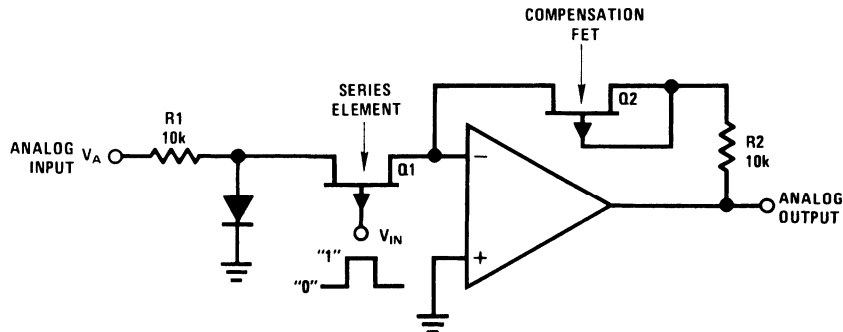 COMPENSATION
FET
SERIES
ELEMENT
Q2
R1
10k
ANALOG
INPUT
VA
Q1
R2
10k
−
+
VIN
"1"
"0"
ANALOG
OUTPUT